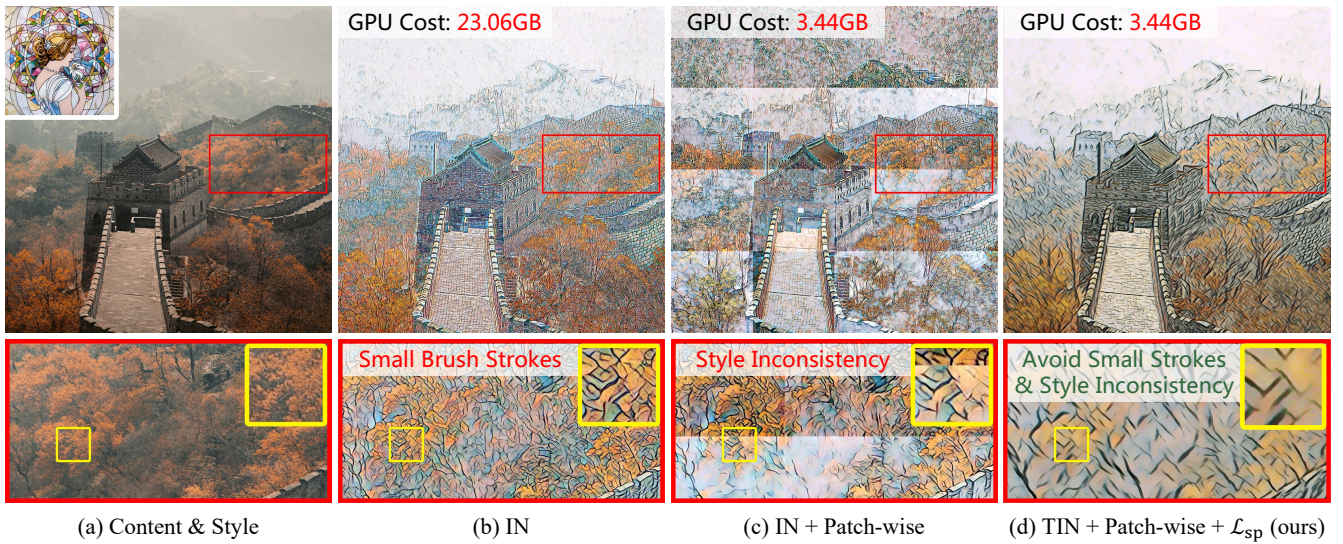 GPU Cost: 23.06GB
GPU Cost: 3.44GB
GPU Cost: 3.44GB
Small Brush Strokes
Style Inconsistency
Avoid Small Strokes
& Style Inconsistency
(a) Content & Style
(b) IN
(c) IN + Patch-wise
(d) TIN + Patch-wise + ℒsp (ours)